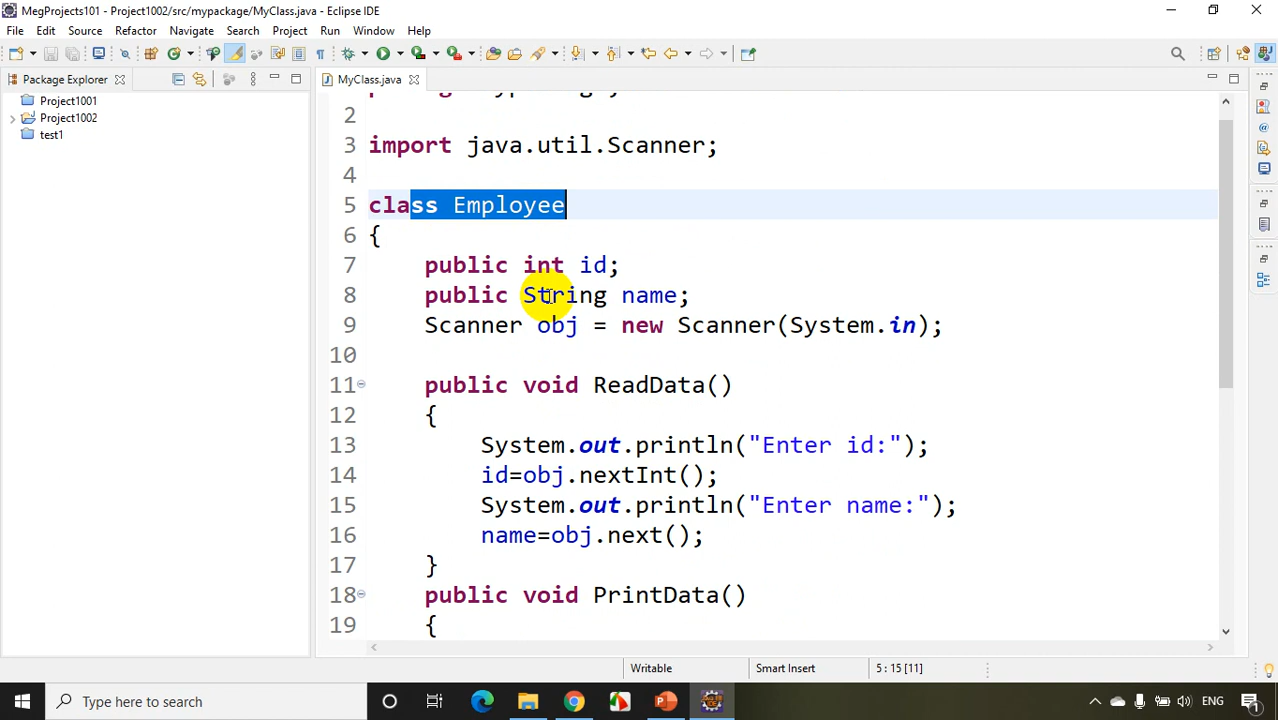 MegProjects101 - Project1002/src/mypackage/MyClass.java - Eclipse IDE
File Edit Source Refactor Navigate Search Project Run Window Help
Package Explorer
MyClass.java
Project1001
Project1002
test1
2
3 import java.util.Scanner;
4
5 class Employee
6 {
7 public int id;
8 public String name;
9 Scanner obj = new Scanner(System.in);
10
11 public void ReadData()
12 {
13 System.out.println("Enter id:");
14 id=obj.nextInt();
15 System.out.println("Enter name:");
16 name=obj.next();
17 }
18 public void PrintData()
19 {
Writable Smart Insert 5 : 15 [11]
Type here to search
ENG